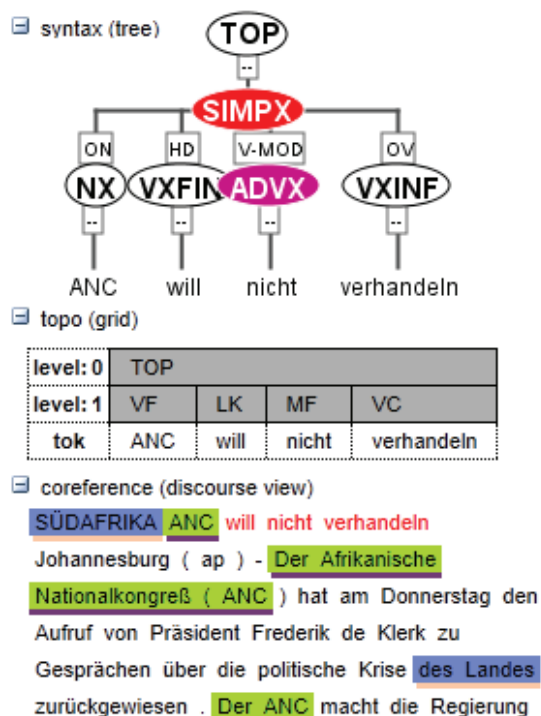 syntax (tree)
TOP
--
SIMPX
ON HD V-MOD OV
NX VXFIN ADVX VXINF
-- -- -- --
ANC will nicht verhandeln
topo (grid)
level: 0 TOP
level: 1 VF LK MF VC
tok ANC will nicht verhandeln
coreference (discourse view)
SÜDAFRIKA ANC will nicht verhandeln
Johannesburg ( ap ) - Der Afrikanische
Nationalkongreß ( ANC ) hat am Donnerstag den
Aufruf von Präsident Frederik de Klerk zu
Gesprächen über die politische Krise des Landes
zurückgewiesen . Der ANC macht die Regierung